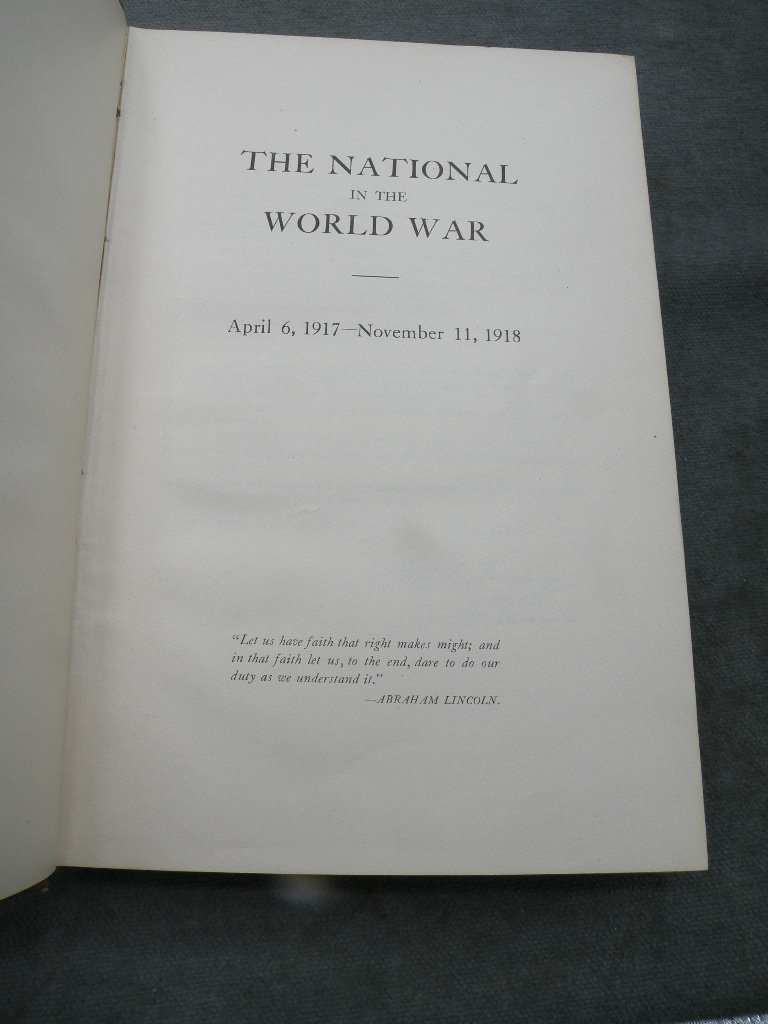 THE NATIONAL
IN THE
WORLD WAR
April 6, 1917—November 11, 1918
“Let us have faith that right makes might; and
in that faith let us, to the end, dare to do our
duty as we understand it.”
—ABRAHAM LINCOLN.